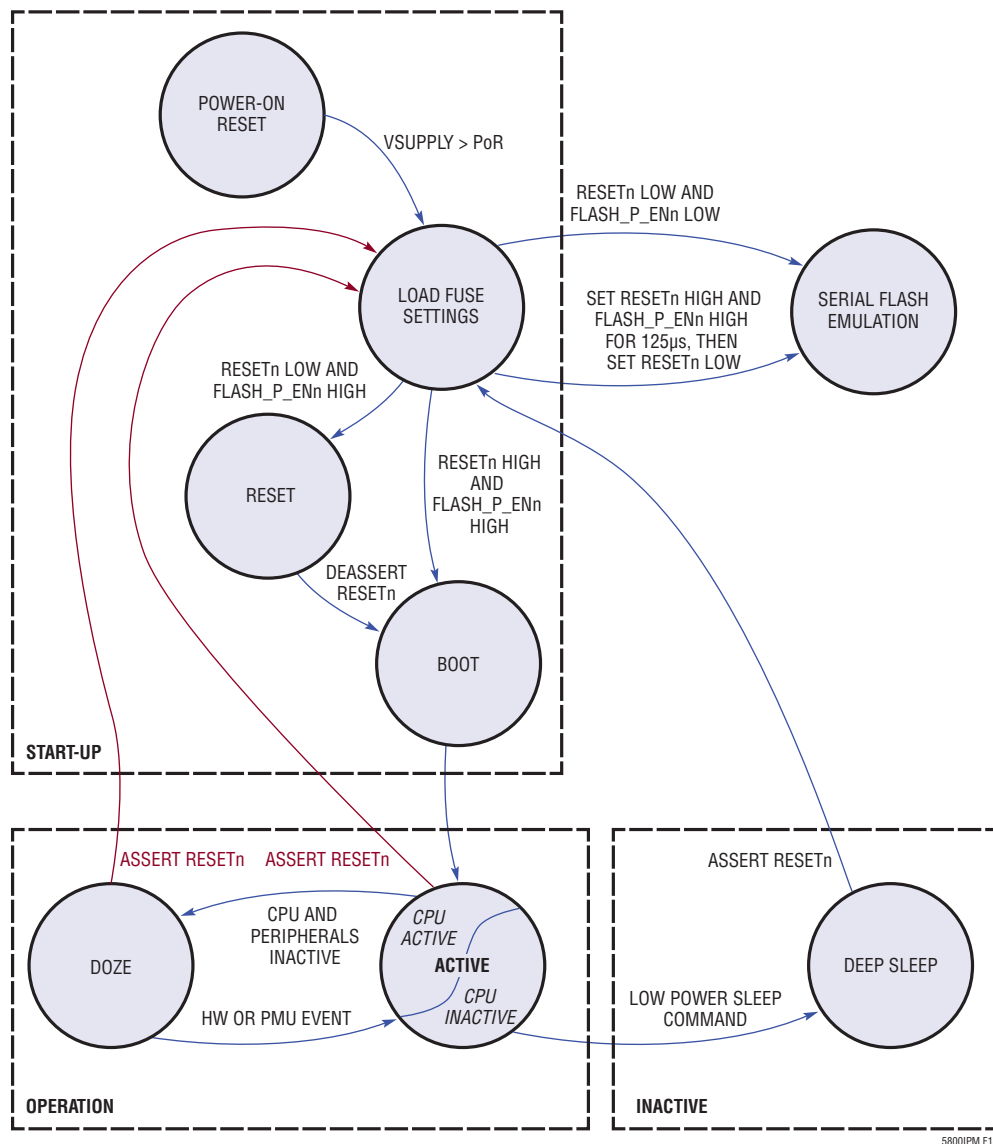 POWER-ON
RESET
VSUPPLY > PoR
RESETn LOW AND
FLASH_P_ENn LOW
LOAD FUSE
SETTINGS
SET RESETn HIGH AND
FLASH_P_ENn HIGH
FOR 125µs, THEN
SET RESETn LOW
SERIAL FLASH
EMULATION
RESETn LOW AND
FLASH_P_ENn HIGH
RESET
RESETn HIGH
AND
FLASH_P_ENn
HIGH
DEASSERT
RESETn
BOOT
START-UP
ASSERT RESETn
ASSERT RESETn
ASSERT RESETn
CPU AND
PERIPHERALS
INACTIVE
CPU
ACTIVE
ACTIVE
CPU
INACTIVE
DOZE
DEEP SLEEP
HW OR PMU EVENT
LOW POWER SLEEP
COMMAND
OPERATION
INACTIVE
5800IPM F1